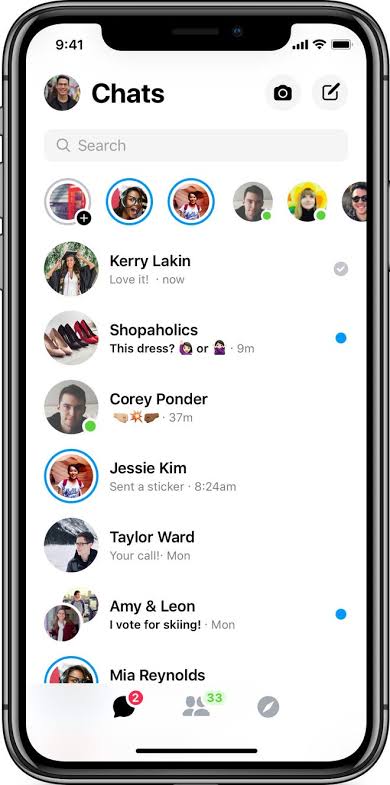 9:41
Chats
Search
Kerry Lakin
Love it! · now
Shopaholics
This dress? 🙆🏻‍♀️ or 🙅🏻‍♀️ · 9m
Corey Ponder
🤛🏼💥🤜🏾 · 37m
Jessie Kim
Sent a sticker · 8:24am
Taylor Ward
Your call!· Mon
Amy & Leon
I vote for skiing! · Mon
Mia Reynolds
2
33